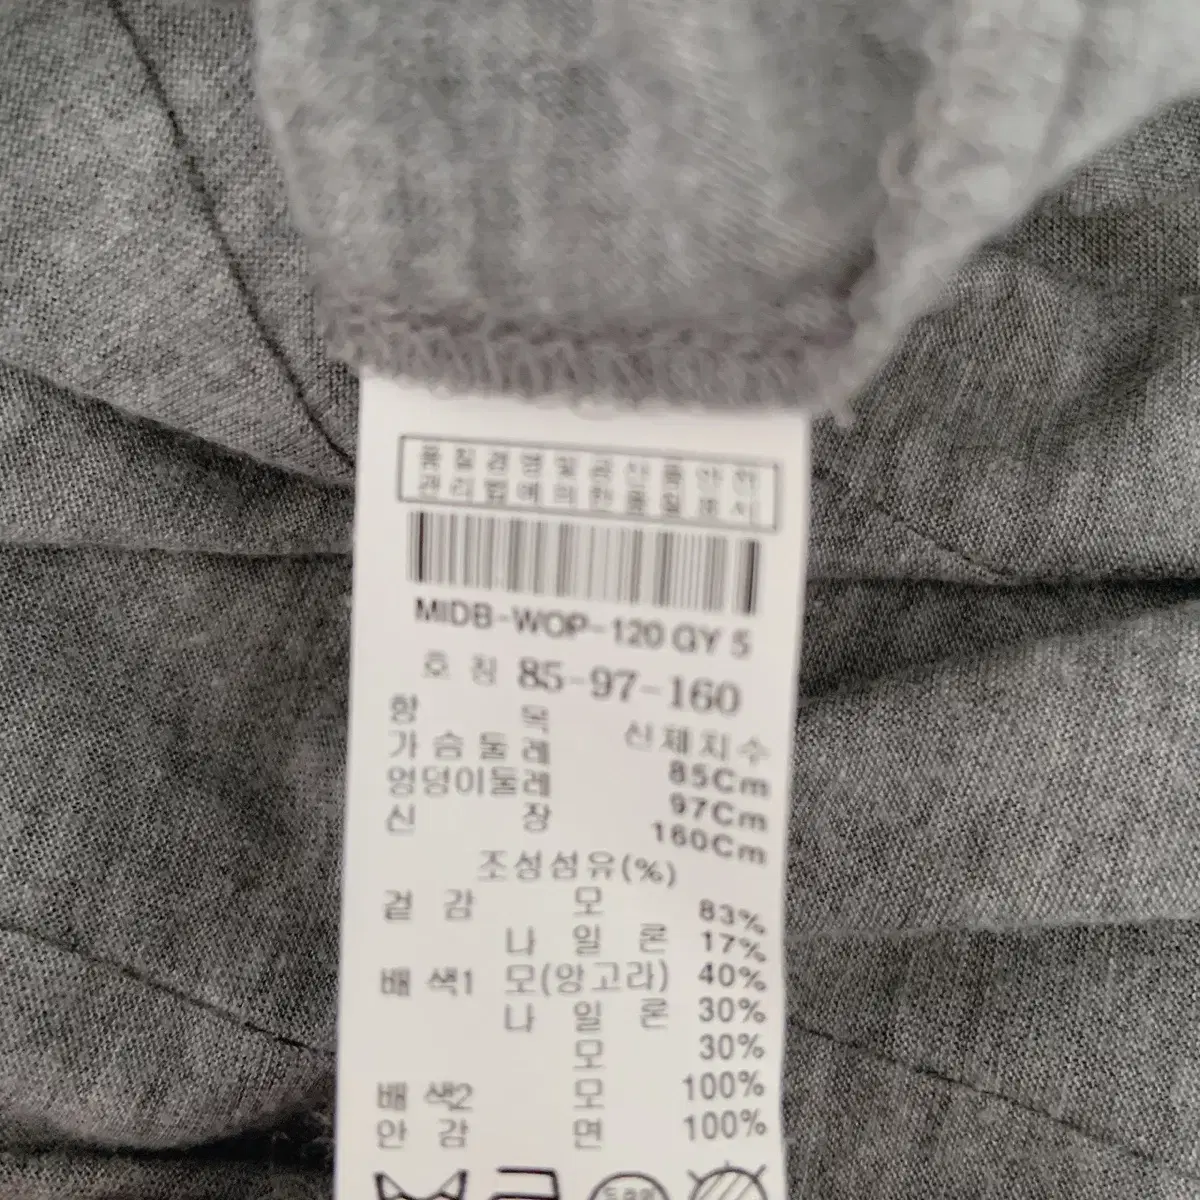 품질경영및공산품안전
관리법에의한품질표시
MIDB-WOP-120 GY 5
호 칭 85-97-160
항 목 신체치수
가슴둘레 85Cm
엉덩이둘레 97Cm
신 장 160Cm
조성섬유(%)
겉 감 모 83%
나 일 론 17%
배 색1 모(앙고라) 40%
나 일 론 30%
모 30%
배 색2 모 100%
안 감 면 100%
드라이